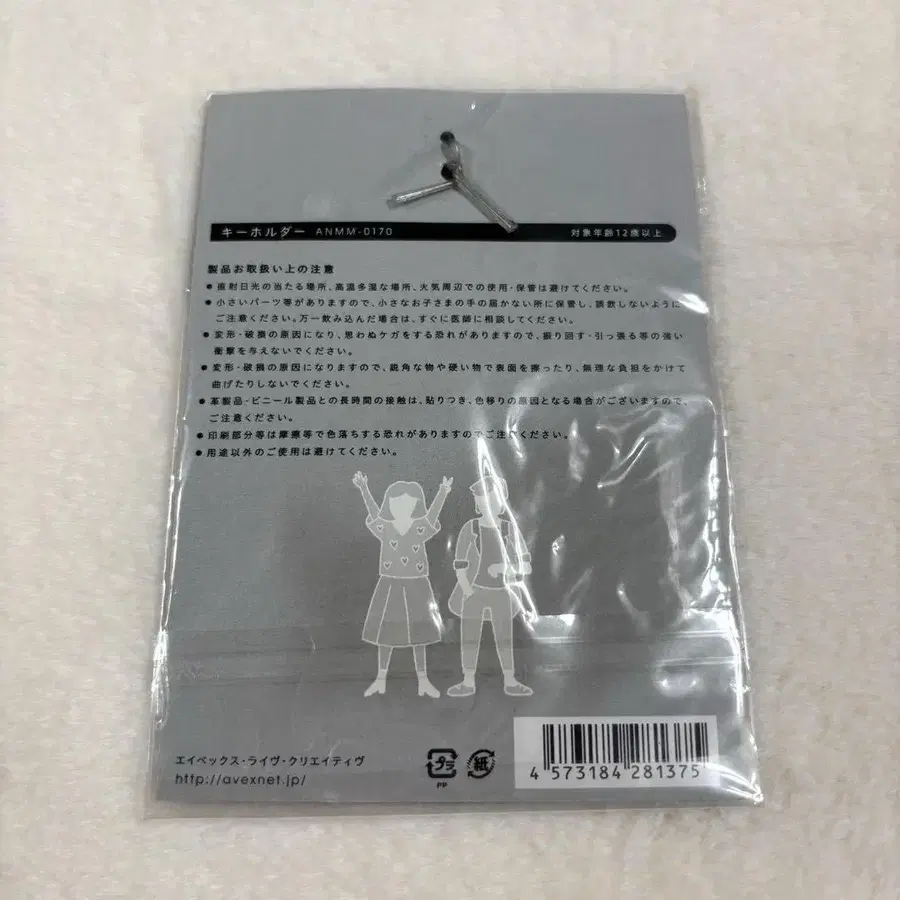 キーホルダー ANMM-0170 対象年齢12歳以上
製品お取扱い上の注意
● 直射日光の当たる場所、高温多湿な場所、火気周辺での使用・保管は避けてください。
● 小さいパーツ等がありますので、小さなお子さまの手の届かない所に保管し、誤飲しないように
ご注意ください。万一飲み込んだ場合は、すぐに医師に相談してください。
● 変形・破損の原因になり、思わぬケガをする恐れがありますので、振り回す・引っ張る等の強い
衝撃を与えないでください。
● 変形・破損の原因になりますので、鋭角な物や硬い物で表面を擦ったり、無理な負担をかけて
曲げたりしないでください。
● 革製品・ビニール製品との長時間の接触は、貼りつき、色移りの原因となる場合がございますので、
ご注意ください。
● 印刷部分等は摩擦等で色落ちする恐れがありますのでご注意ください。
● 用途以外のご使用は避けてください。
エイベックス・ライヴ・クリエイティヴ
http://avexnet.jp/
プラ 紙
PP
4 573184 281375